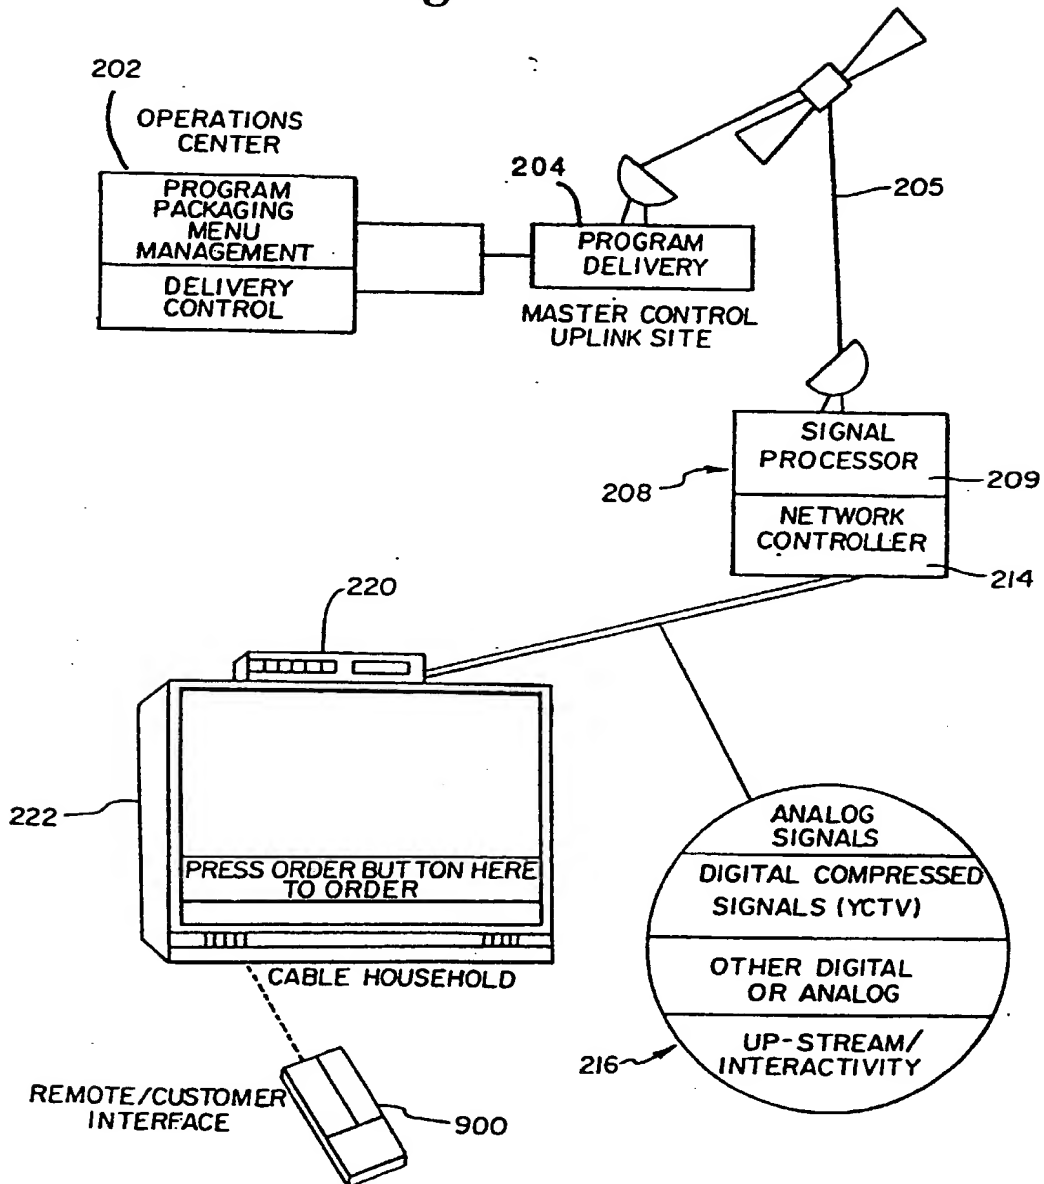 202
OPERATIONS
CENTER
PROGRAM
PACKAGING
MENU
MANAGEMENT
DELIVERY
CONTROL
204
PROGRAM
DELIVERY
MASTER CONTROL
UPLINK SITE
205
SIGNAL
PROCESSOR
208
209
NETWORK
CONTROLLER
214
220
222
PRESS ORDER BUTTON HERE
TO ORDER
CABLE HOUSEHOLD
REMOTE/CUSTOMER
INTERFACE
900
ANALOG
SIGNALS
DIGITAL COMPRESSED
SIGNALS (YCTV)
OTHER DIGITAL
OR ANALOG
UP-STREAM/
INTERACTIVITY
216